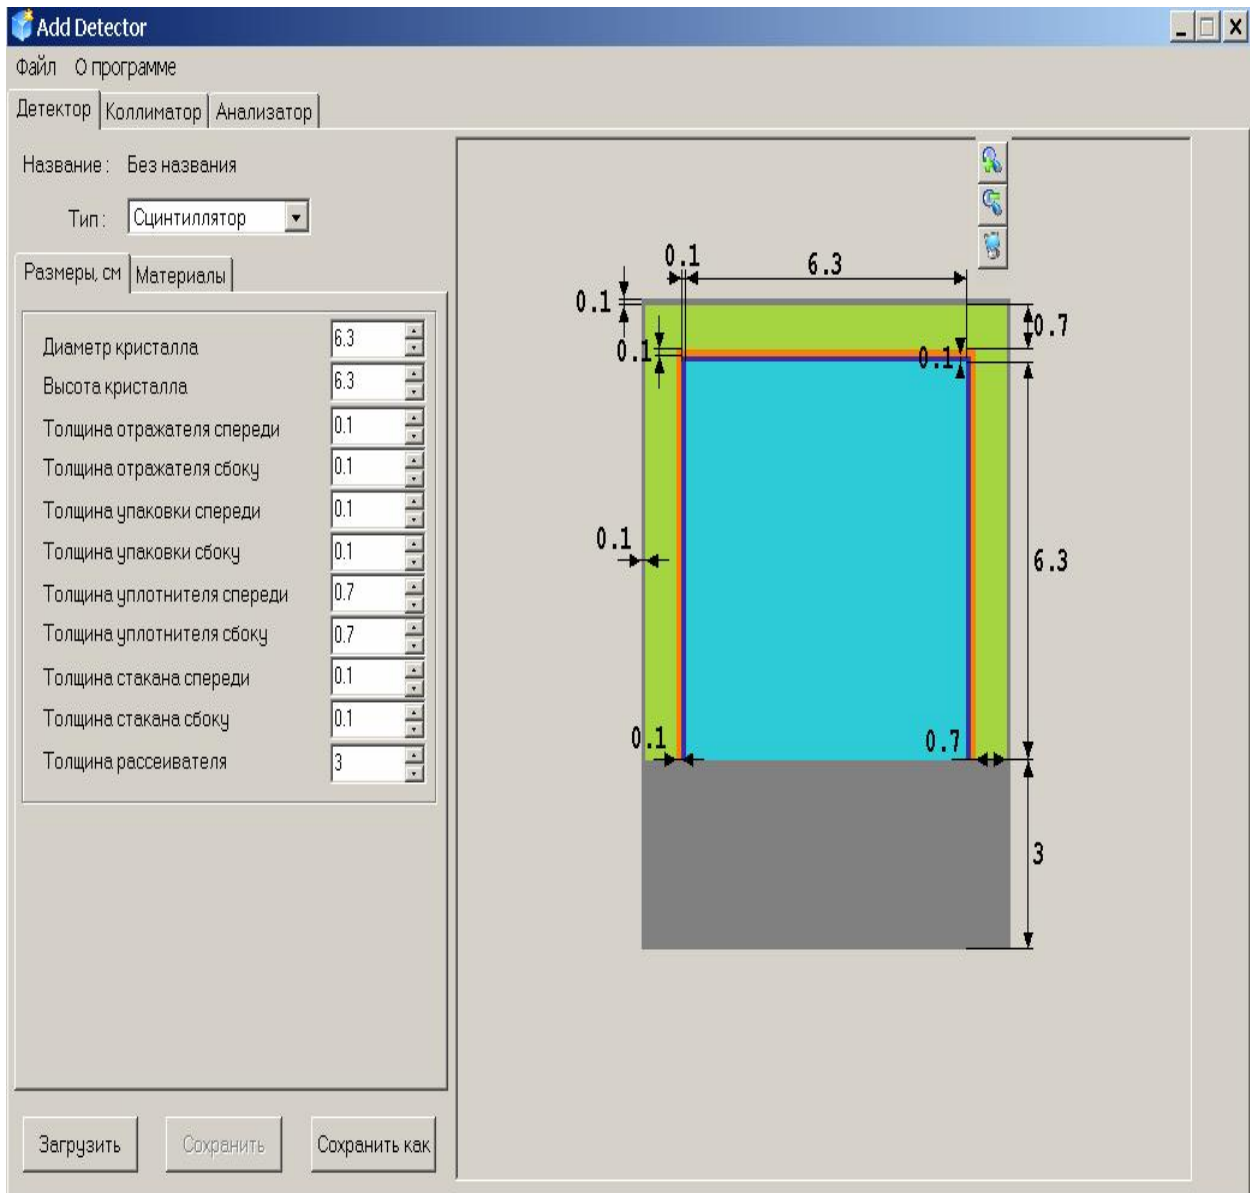 Add Detector
Файл О программе
Детектор Коллиматор Анализатор
Название : Без названия
Тип : Сцинтиллятор
Размеры, см Материалы
Диаметр кристалла 6.3
Высота кристалла 6.3
Толщина отражателя спереди 0.1
Толщина отражателя сбоку 0.1
Толщина упаковки спереди 0.1
Толщина упаковки сбоку 0.1
Толщина уплотнителя спереди 0.7
Толщина уплотнителя сбоку 0.7
Толщина стакана спереди 0.1
Толщина стакана сбоку 0.1
Толщина рассеивателя 3
Загрузить Сохранить Сохранить как
0.1 6.3
0.1 0.7
0.1 0.1
0.1 6.3
0.1 0.7
3